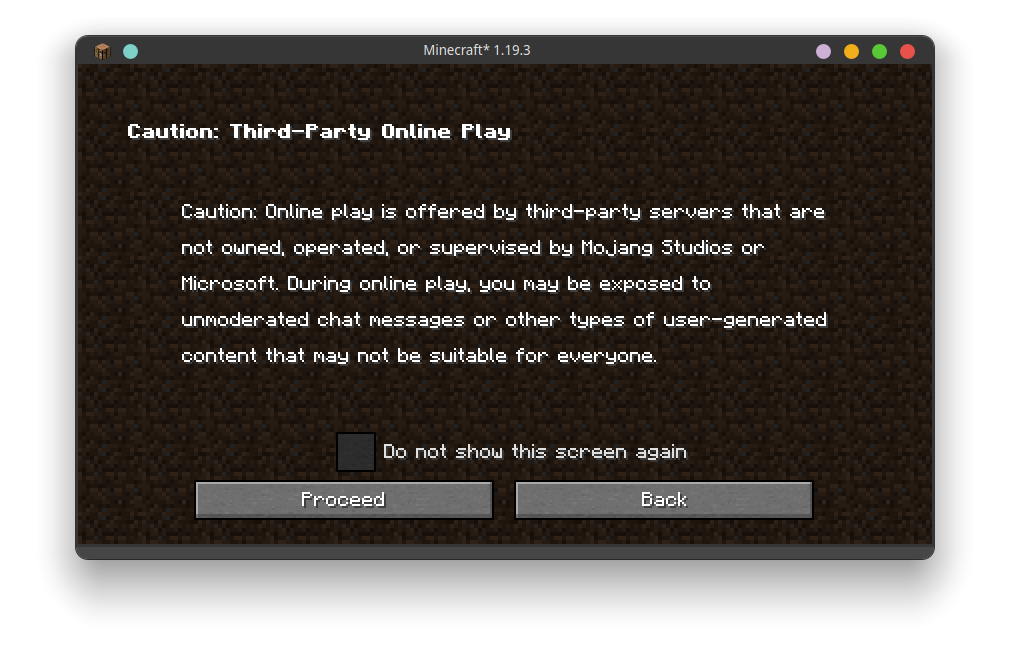 Minecraft* 1.19.3
Caution: Third-Party Online Play
Caution: Online play is offered by third-party servers that are
not owned, operated, or supervised by Mojang Studios or
Microsoft. During online play, you may be exposed to
unmoderated chat messages or other types of user-generated
content that may not be suitable for everyone.
Do not show this screen again
Proceed
Back